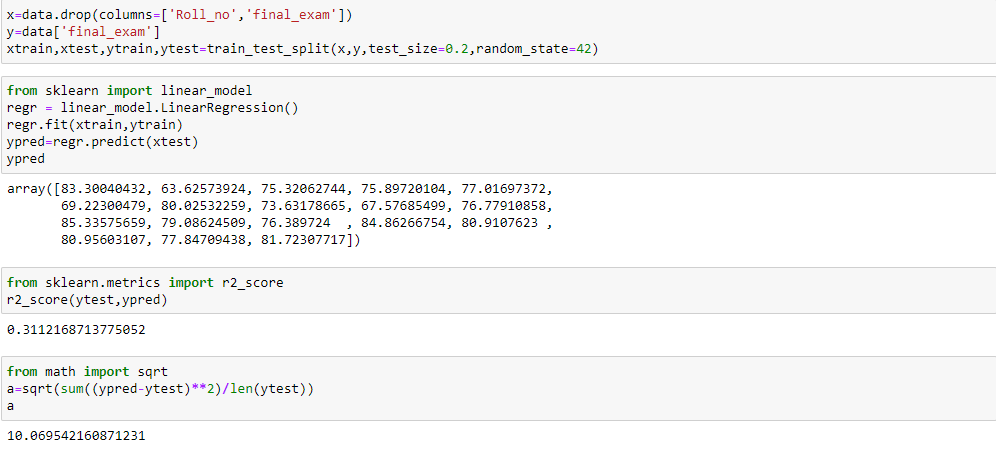 x=data.drop(columns=['Roll_no','final_exam'])
y=data['final_exam']
xtrain,xtest,ytrain,ytest=train_test_split(x,y,test_size=0.2,random_state=42)
from sklearn import linear_model
regr = linear_model.LinearRegression()
regr.fit(xtrain,ytrain)
ypred=regr.predict(xtest)
ypred
array([83.30040432, 63.62573924, 75.32062744, 75.89720104, 77.01697372,
69.22300479, 80.02532259, 73.63178665, 67.57685499, 76.77910858,
85.33575659, 79.08624509, 76.389724  , 84.86266754, 80.9107623 ,
80.95603107, 77.84709438, 81.72307717])
from sklearn.metrics import r2_score
r2_score(ytest,ypred)
0.3112168713775052
from math import sqrt
a=sqrt(sum((ypred-ytest)**2)/len(ytest))
a
10.069542160871231